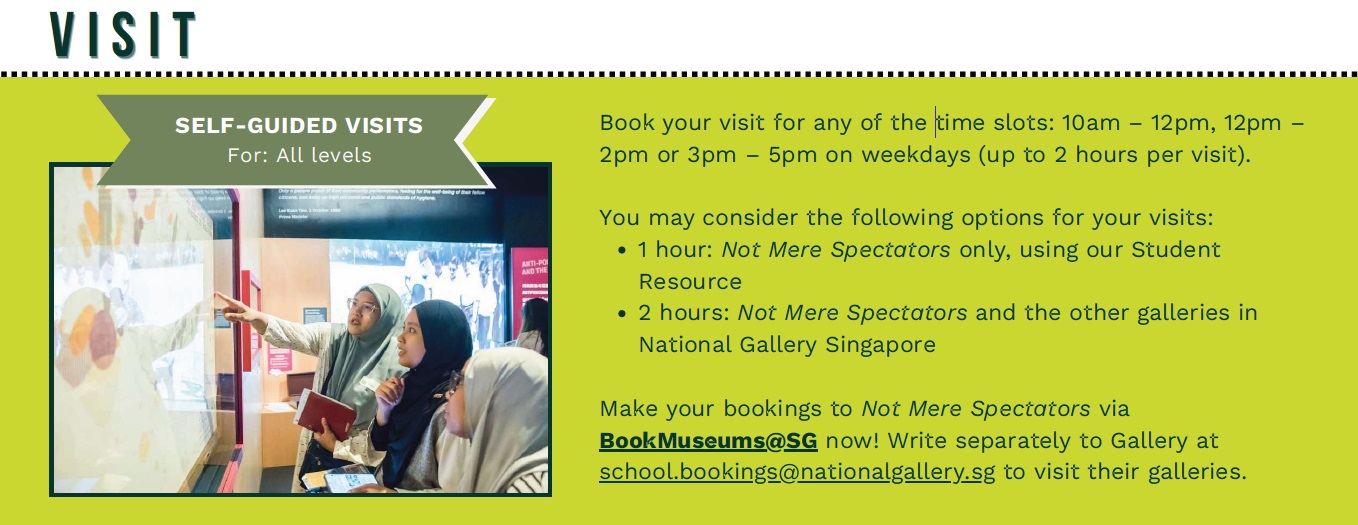 VISIT
SELF-GUIDED VISITS
For: All levels
Book your visit for any of the time slots: 10am – 12pm, 12pm –
2pm or 3pm – 5pm on weekdays (up to 2 hours per visit).
You may consider the following options for your visits:
• 1 hour: Not Mere Spectators only, using our Student
Resource
• 2 hours: Not Mere Spectators and the other galleries in
National Gallery Singapore
Make your bookings to Not Mere Spectators via
BookMuseums@SG now! Write separately to Gallery at
school.bookings@nationalgallery.sg to visit their galleries.